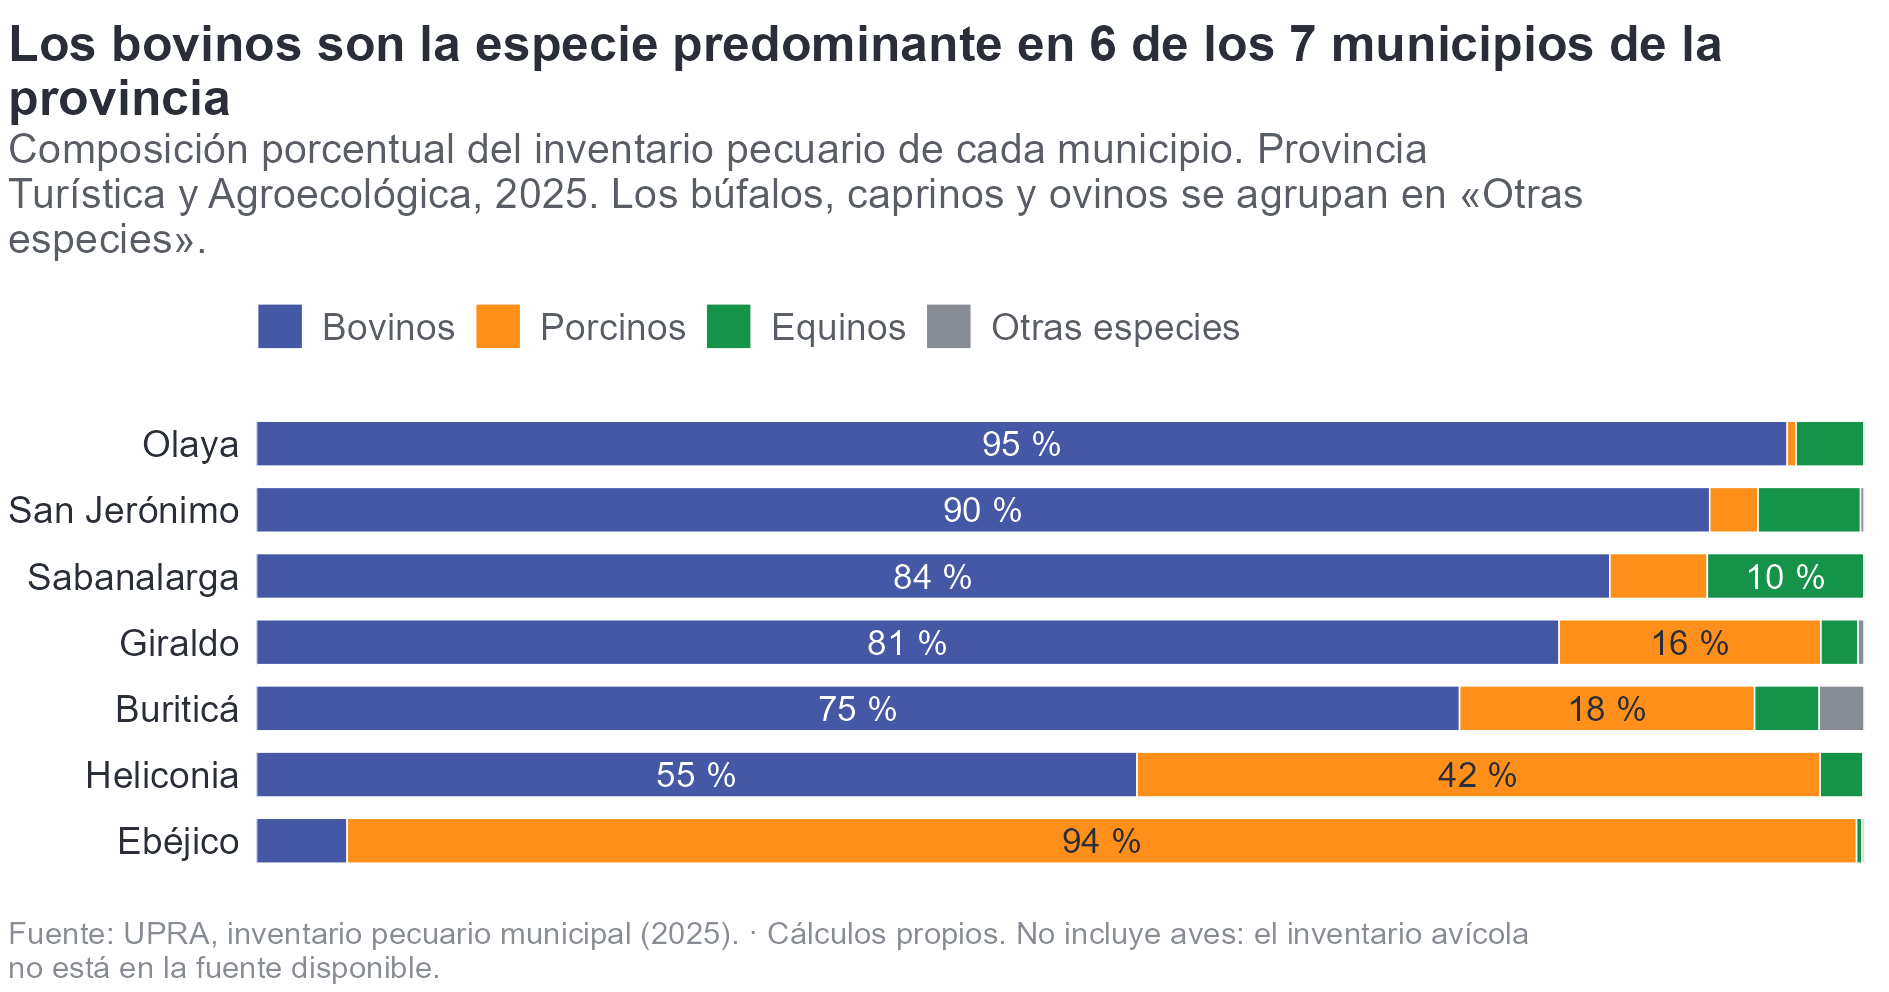 Los bovinos son la especie predominante en 6 de los 7 municipios de la
provincia
Composición porcentual del inventario pecuario de cada municipio. Provincia
Turística y Agroecológica, 2025. Los búfalos, caprinos y ovinos se agrupan en «Otras
especies».
Bovinos Porcinos Equinos Otras especies
Olaya 95 %
San Jerónimo 90 %
Sabanalarga 84 % 10 %
Giraldo 81 % 16 %
Buriticá 75 % 18 %
Heliconia 55 % 42 %
Ebéjico 94 %
Fuente: UPRA, inventario pecuario municipal (2025). · Cálculos propios. No incluye aves: el inventario avícola
no está en la fuente disponible.